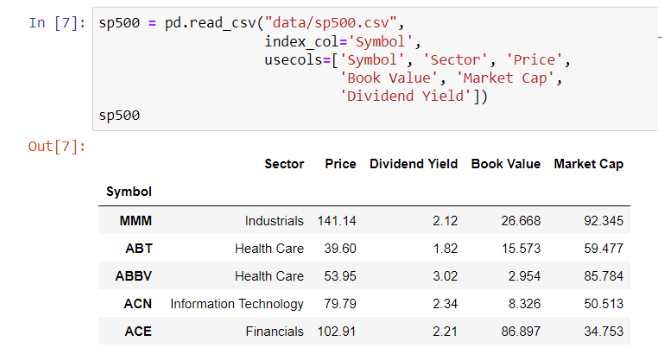 In [7]: sp500 = pd.read_csv("data/sp500.csv",
index_col='Symbol',
usecols=['Symbol', 'Sector', 'Price',
'Book Value', 'Market Cap',
'Dividend Yield'])
sp500
Out[7]:
Sector Price Dividend Yield Book Value Market Cap
Symbol
MMM Industrials 141.14 2.12 26.668 92.345
ABT Health Care 39.60 1.82 15.573 59.477
ABBV Health Care 53.95 3.02 2.954 85.784
ACN Information Technology 79.79 2.34 8.326 50.513
ACE Financials 102.91 2.21 86.897 34.753